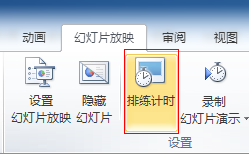 动画 幻灯片放映 审阅 视图
设置 隐藏 排练计时 录制
幻灯片放映 幻灯片 幻灯片演示
设置